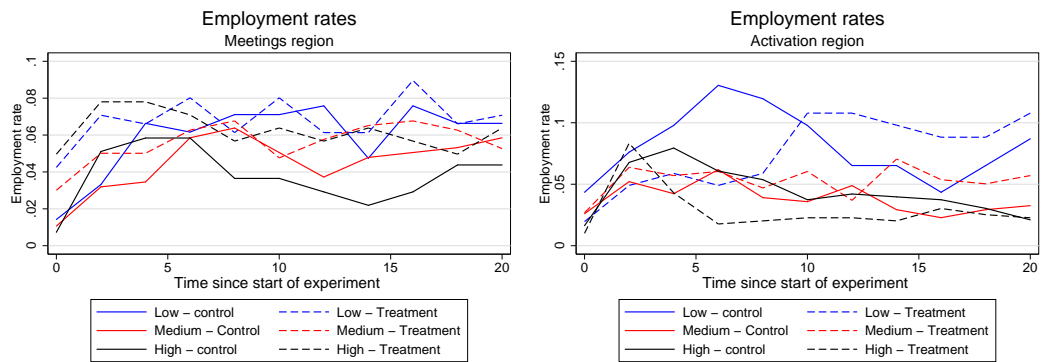 Employment rates
Meetings region
Employment rate
0 .02 .04 .06 .08 .1
0 5 10 15 20
Time since start of experiment
Low − control Low − Treatment
Medium − Control Medium − Treatment
High − control High − Treatment
Employment rates
Activation region
Employment rate
0 .05 .1 .15
0 5 10 15 20
Time since start of experiment
Low − control Low − Treatment
Medium − Control Medium − Treatment
High − control High − Treatment